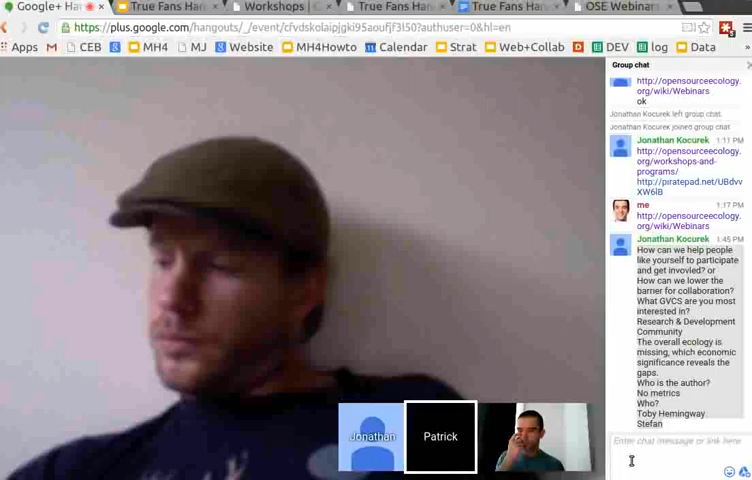 Google+ Ha
True Fans Han
Workshops |
True Fans Han
True Fans Han
OSE Webinar
https://plus.google.com/hangouts/_/event/cfvdskolaipjgki95aoufjf3l50?authuser=0&hl=en
Apps
CEB
MH4
MJ
Website
MH4Howto
Calendar
Strat
Web+Collab
DEV
log
Data
Group chat
http://opensourceecology.
org/wiki/Webinars
ok
Jonathan Kocurek left group chat.
Jonathan Kocurek joined group chat
Jonathan Kocurek 1:11 PM
http://opensourceecology.
org/workshops-and-
programs/
http://piratepad.net/UBdvv
XW6lB
me 1:17 PM
http://opensourceecology.
org/wiki/Webinars
Jonathan Kocurek 1:45 PM
How can we help people
like yourself to participate
and get invovled? or
How can we lower the
barrier for collaboration?
What GVCS are you most
interested in?
Research & Development
Community
The overall ecology is
missing, which economic
significance reveals the
gaps.
Who is the author?
No metrics
Who?
Toby Hemingway
Stefan
Enter chat message or link here
Jonathan
Patrick